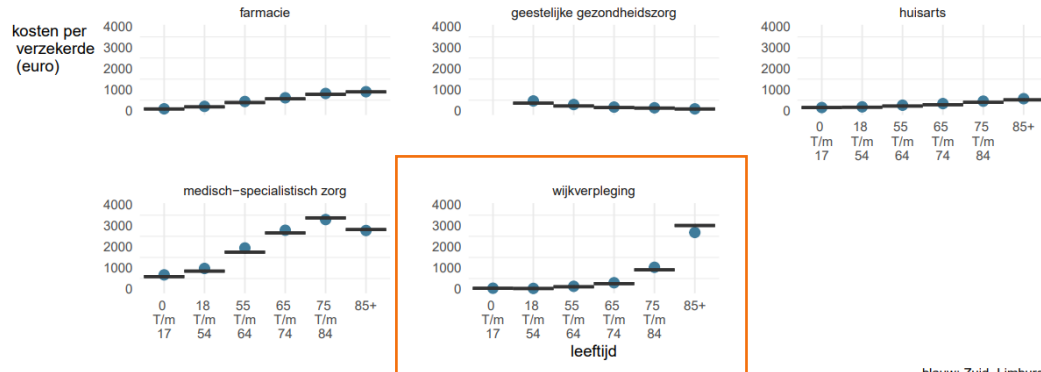 farmacie
geestelijke gezondheidszorg
huisarts
kosten per
verzekerde
(euro)
4000
3000
2000
1000
0
4000
3000
2000
1000
0
4000
3000
2000
1000
0
0 18 55 65 75 85+
T/m T/m T/m T/m T/m
17 54 64 74 84
medisch-specialistisch zorg
wijkverpleging
4000
3000
2000
1000
0
4000
3000
2000
1000
0
0 18 55 65 75 85+
T/m T/m T/m T/m T/m
17 54 64 74 84
0 18 55 65 75 85+
T/m T/m T/m T/m T/m
17 54 64 74 84
leeftijd